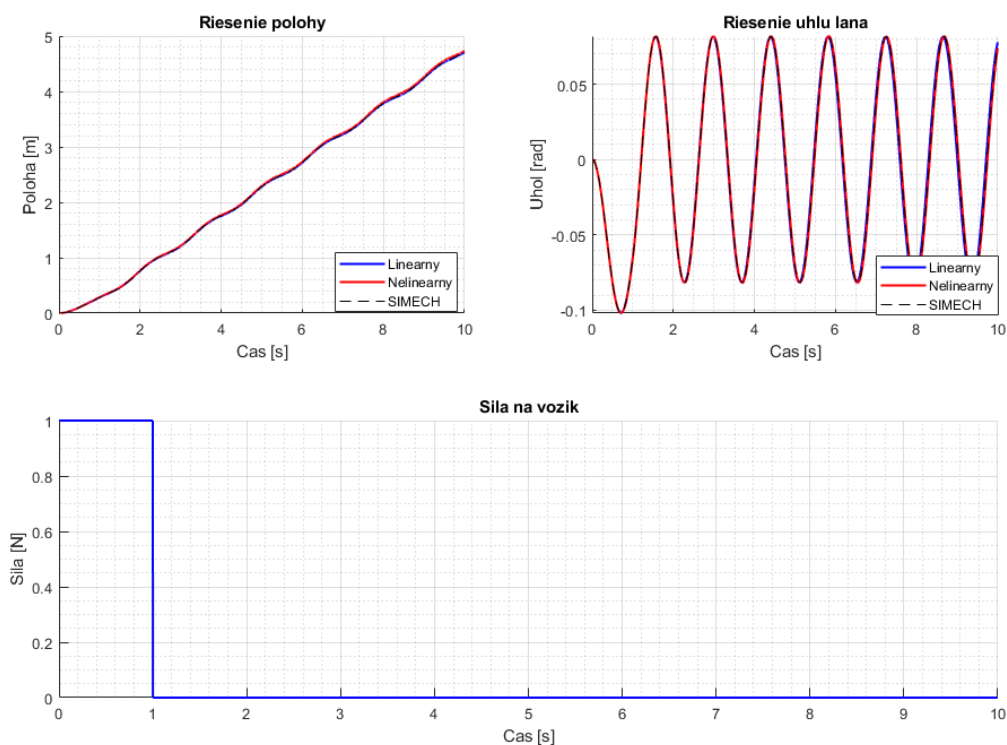 Riesenie polohy
5
4
3
2
1
0
Poloha [m]
0 2 4 6 8 10
Cas [s]
Linearny
Nelinearny
SIMECH
Riesenie uhlu lana
0.05
0
-0.05
-0.1
Uhol [rad]
0 2 4 6 8 10
Cas [s]
Linearny
Nelinearny
SIMECH
Sila na vozik
1
0.8
0.6
0.4
0.2
0
Sila [N]
0 1 2 3 4 5 6 7 8 9 10
Cas [s]